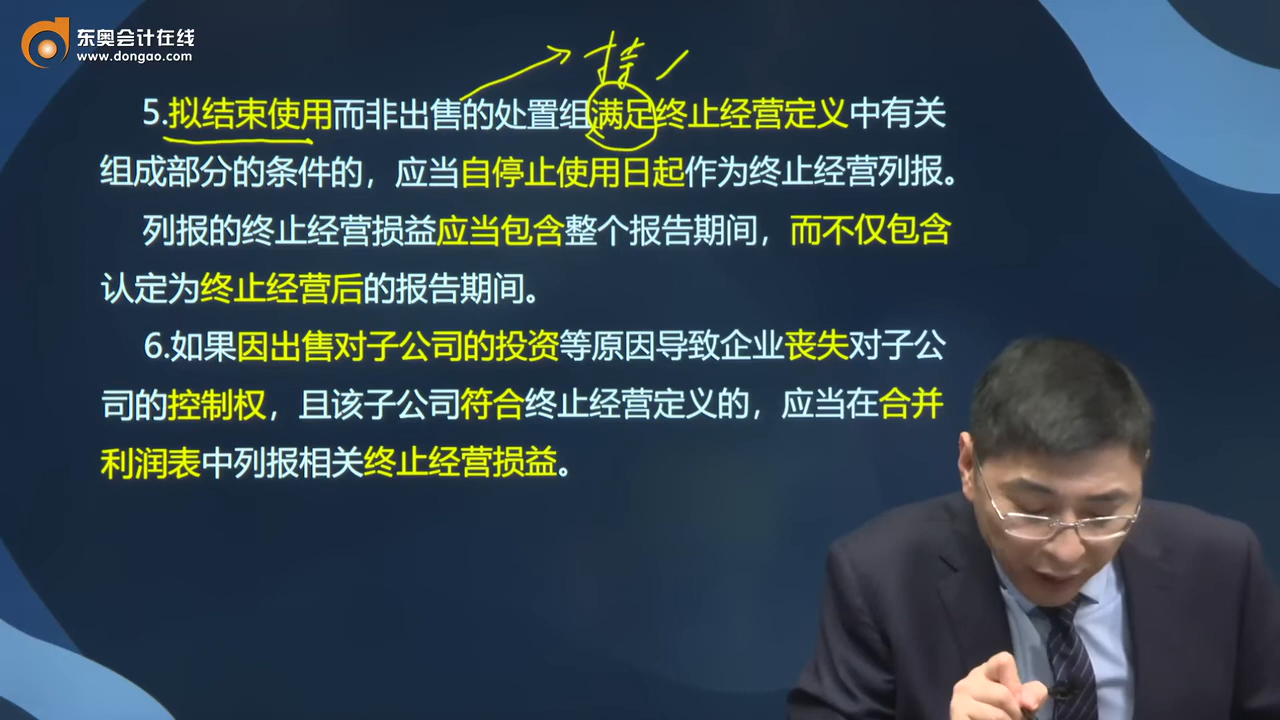 东奥会计在线
www.dongao.com
持
5.拟结束使用而非出售的处置组满足终止经营定义中有关
组成部分的条件的，应当自停止使用日起作为终止经营列报。
列报的终止经营损益应当包含整个报告期间，而不仅包含
认定为终止经营后的报告期间。
6.如果因出售对子公司的投资等原因导致企业丧失对子公
司的控制权，且该子公司符合终止经营定义的，应当在合并
利润表中列报相关终止经营损益。